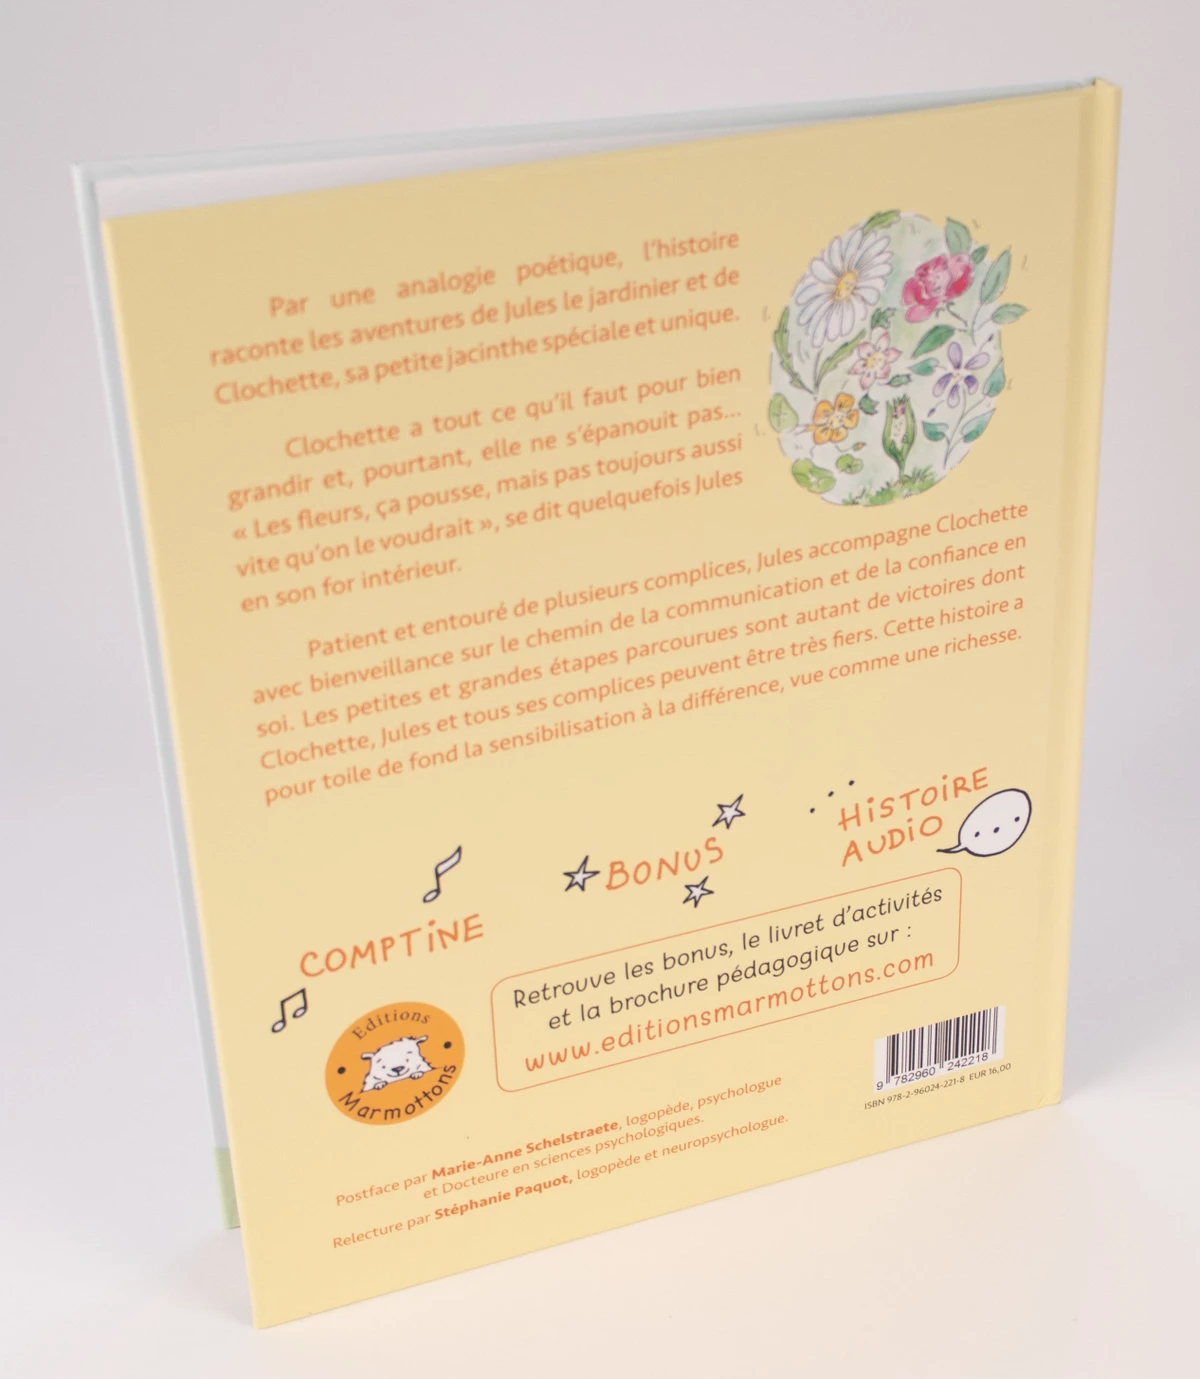 Par une analogie poétique, l'histoire
raconte les aventures de Jules le jardinier et de
Clochette, sa petite jacinthe spéciale et unique.
Clochette a tout ce qu'il faut pour bien
grandir et, pourtant, elle ne s'épanouit pas...
« Les fleurs, ça pousse, mais pas toujours aussi
vite qu'on le voudrait », se dit quelquefois Jules
en son for intérieur.
Patient et entouré de plusieurs complices, Jules accompagne Clochette
avec bienveillance sur le chemin de la communication et de la confiance en
soi. Les petites et grandes étapes parcourues sont autant de victoires dont
Clochette, Jules et tous ses complices peuvent être très fiers. Cette histoire a
pour toile de fond la sensibilisation à la différence, vue comme une richesse.
COMPTiNE
BONUS
HiSTOiRE
AUDiO
Retrouve les bonus, le livret d'activités
et la brochure pédagogique sur :
www.editionsmarmottons.com
Editions
Marmottons
9 782960 242218
ISBN 978-2-96024-221-8 EUR 16,00
Postface par Marie-Anne Schelstraete, logopède, psychologue
et Docteure en sciences psychologiques.
Relecture par Stéphanie Paquot, logopède et neuropsychologue.